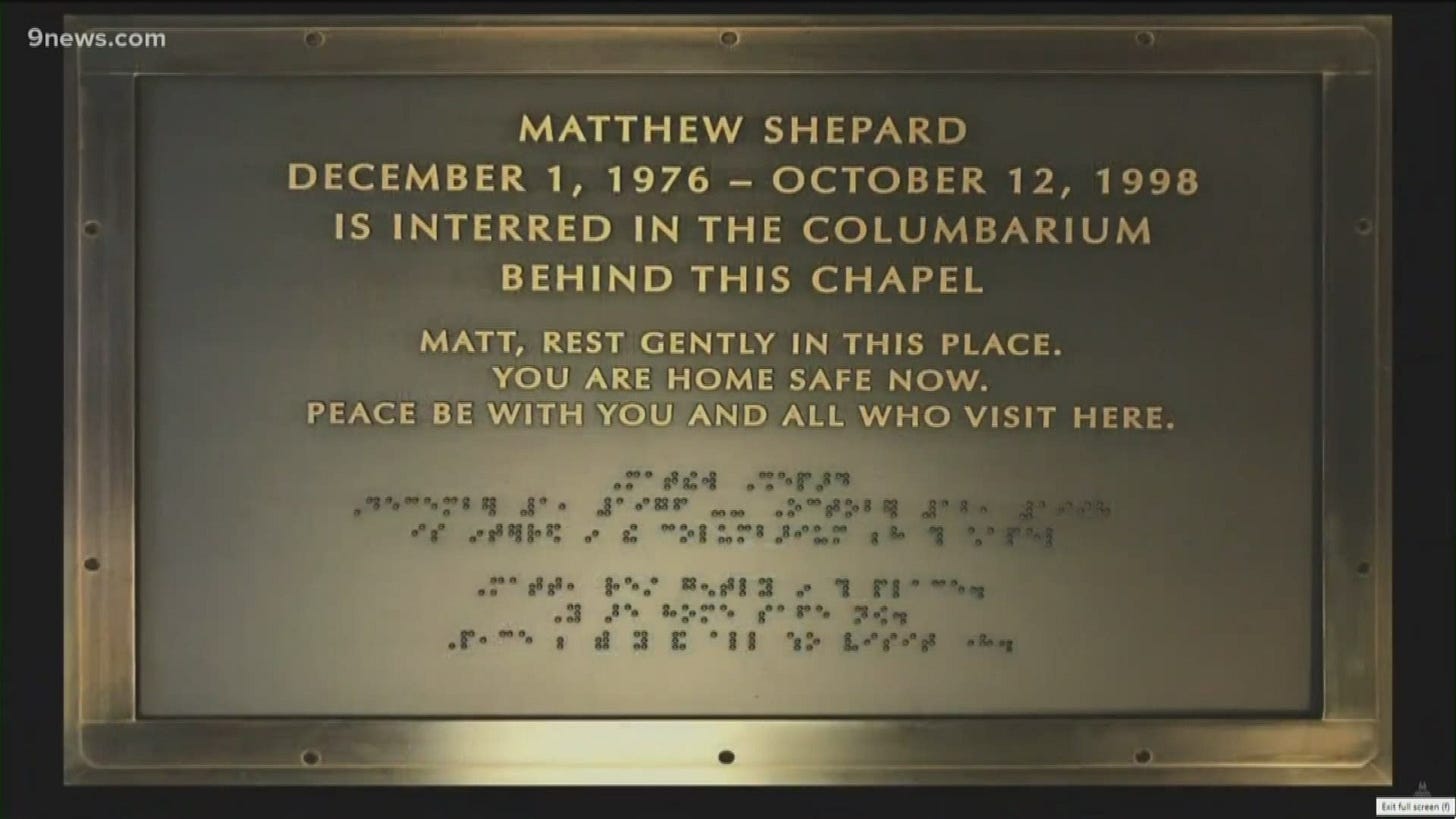 9news.com
MATTHEW SHEPARD
DECEMBER 1, 1976 – OCTOBER 12, 1998
IS INTERRED IN THE COLUMBARIUM
BEHIND THIS CHAPEL
MATT, REST GENTLY IN THIS PLACE.
YOU ARE HOME SAFE NOW.
PEACE BE WITH YOU AND ALL WHO VISIT HERE.
Exit full screen (f)